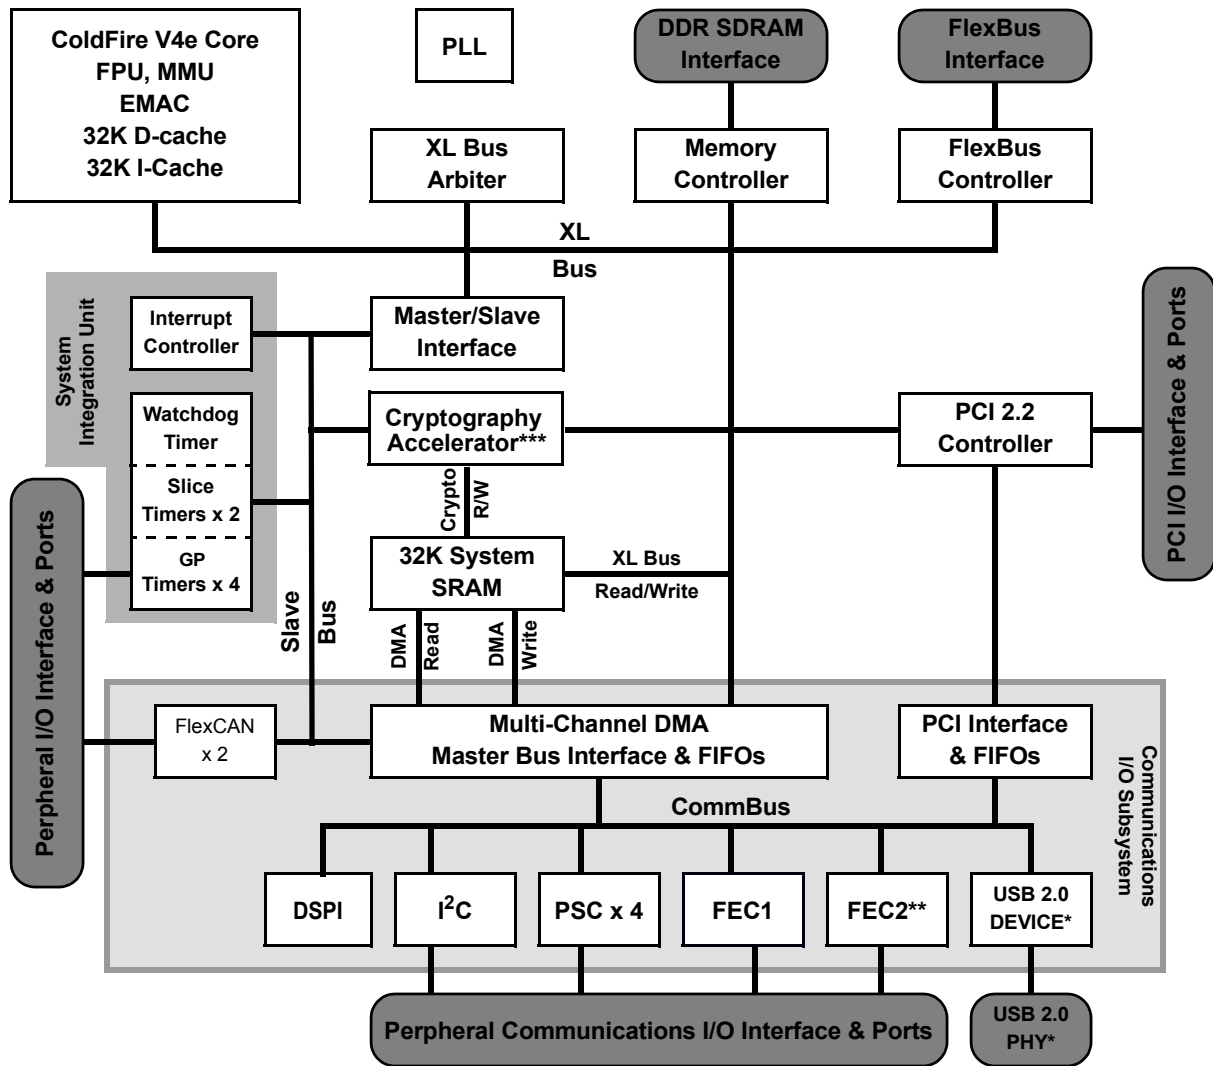 ColdFire V4e Core
FPU, MMU
EMAC
32K D-cache
32K I-Cache
PLL
DDR SDRAM
Interface
FlexBus
Interface
XL Bus
Arbiter
Memory
Controller
FlexBus
Controller
XL
Bus
System
Integration Unit
Interrupt
Controller
Master/Slave
Interface
PCI I/O Interface & Ports
Watchdog
Timer
Slice
Timers x 2
GP
Timers x 4
Cryptography
Accelerator***
PCI 2.2
Controller
Crypto
R/W
Perpheral I/O Interface & Ports
32K System
SRAM
XL Bus
Read/Write
Slave
Bus
DMA
Read
DMA
Write
FlexCAN
x 2
Multi-Channel DMA
Master Bus Interface & FIFOs
PCI Interface
& FIFOs
Communications
I/O Subsystem
CommBus
DSPI
I2C
PSC x 4
FEC1
FEC2**
USB 2.0
DEVICE*
Perpheral Communications I/O Interface & Ports
USB 2.0
PHY*